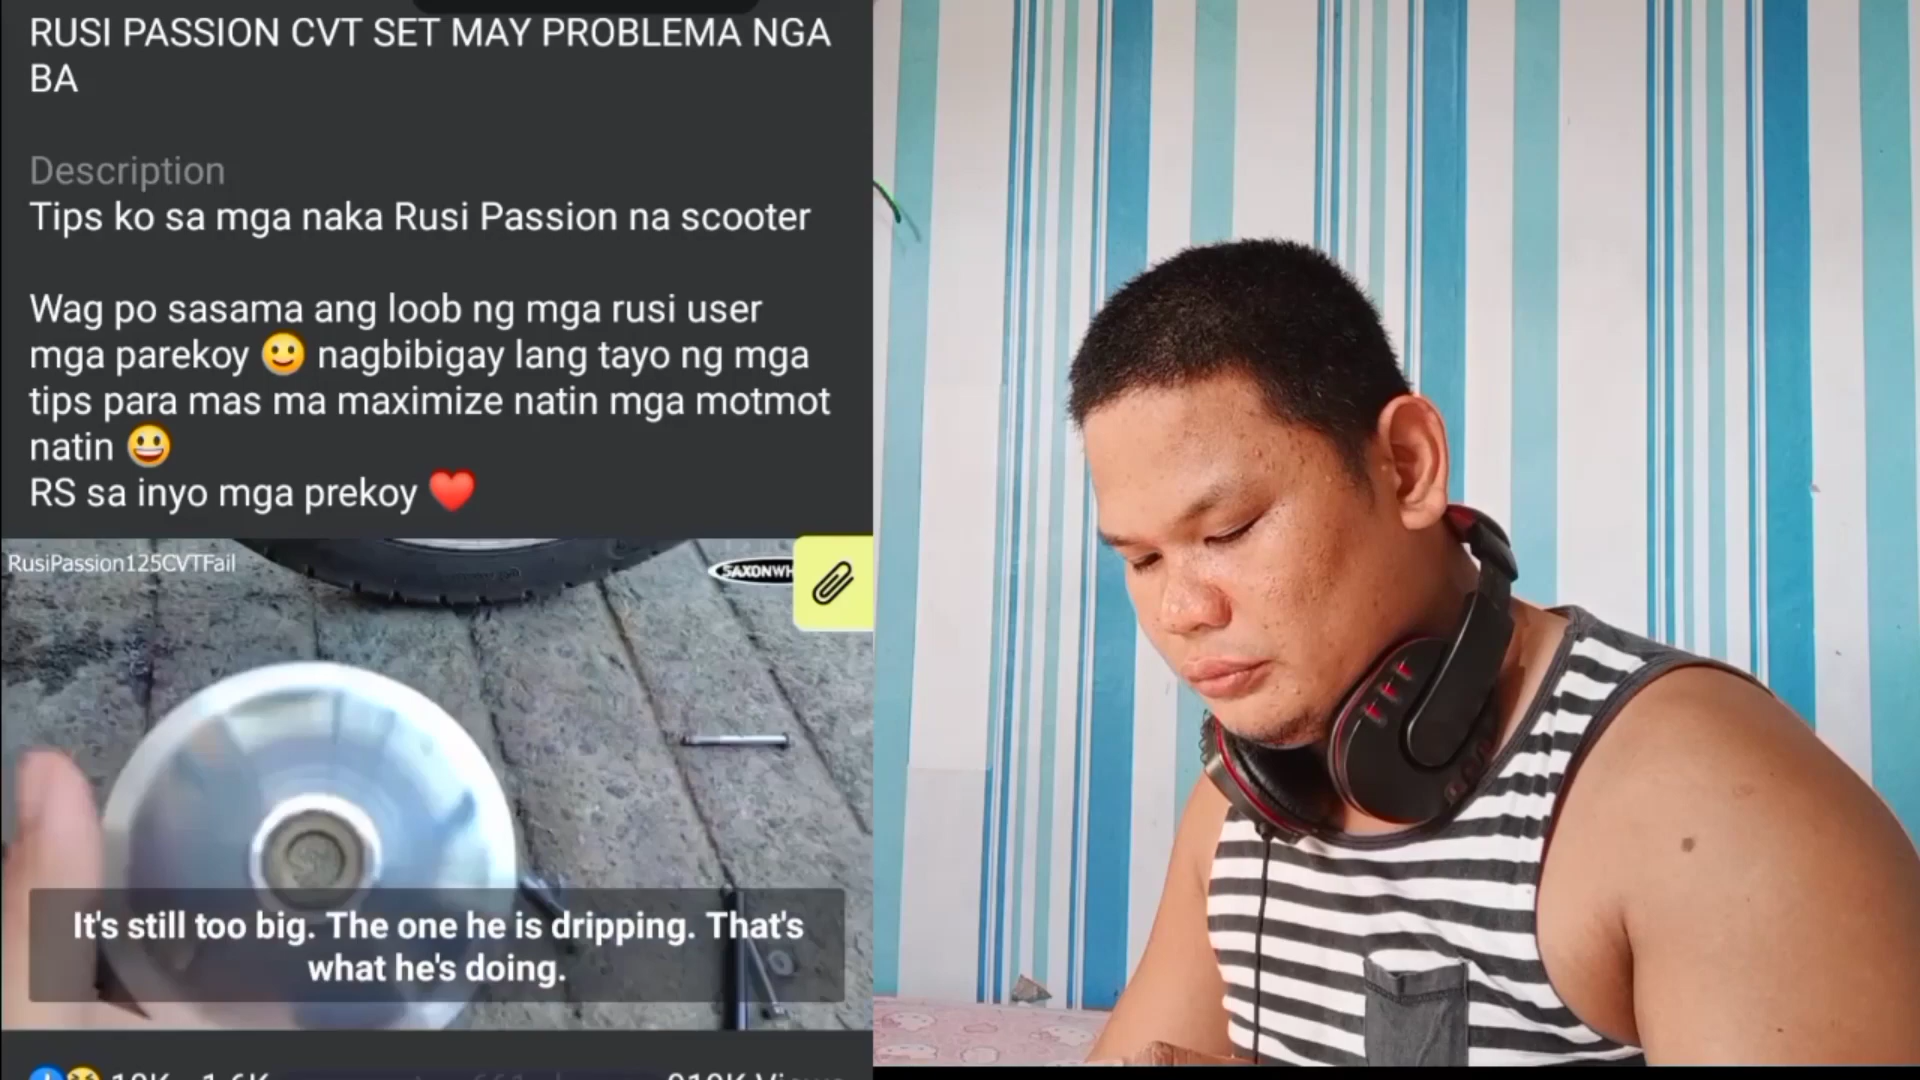 RUSI PASSION CVT SET MAY PROBLEMA NGA
BA
Description
Tips ko sa mga naka Rusi Passion na scooter
Wag po sasama ang loob ng mga rusi user
mga parekoy 🙂 nagbibigay lang tayo ng mga
tips para mas ma maximize natin mga motmot
natin 😃
RS sa inyo mga prekoy ❤️
RusiPassion125CVTFail
It's still too big. The one he is dripping. That's
what he's doing.